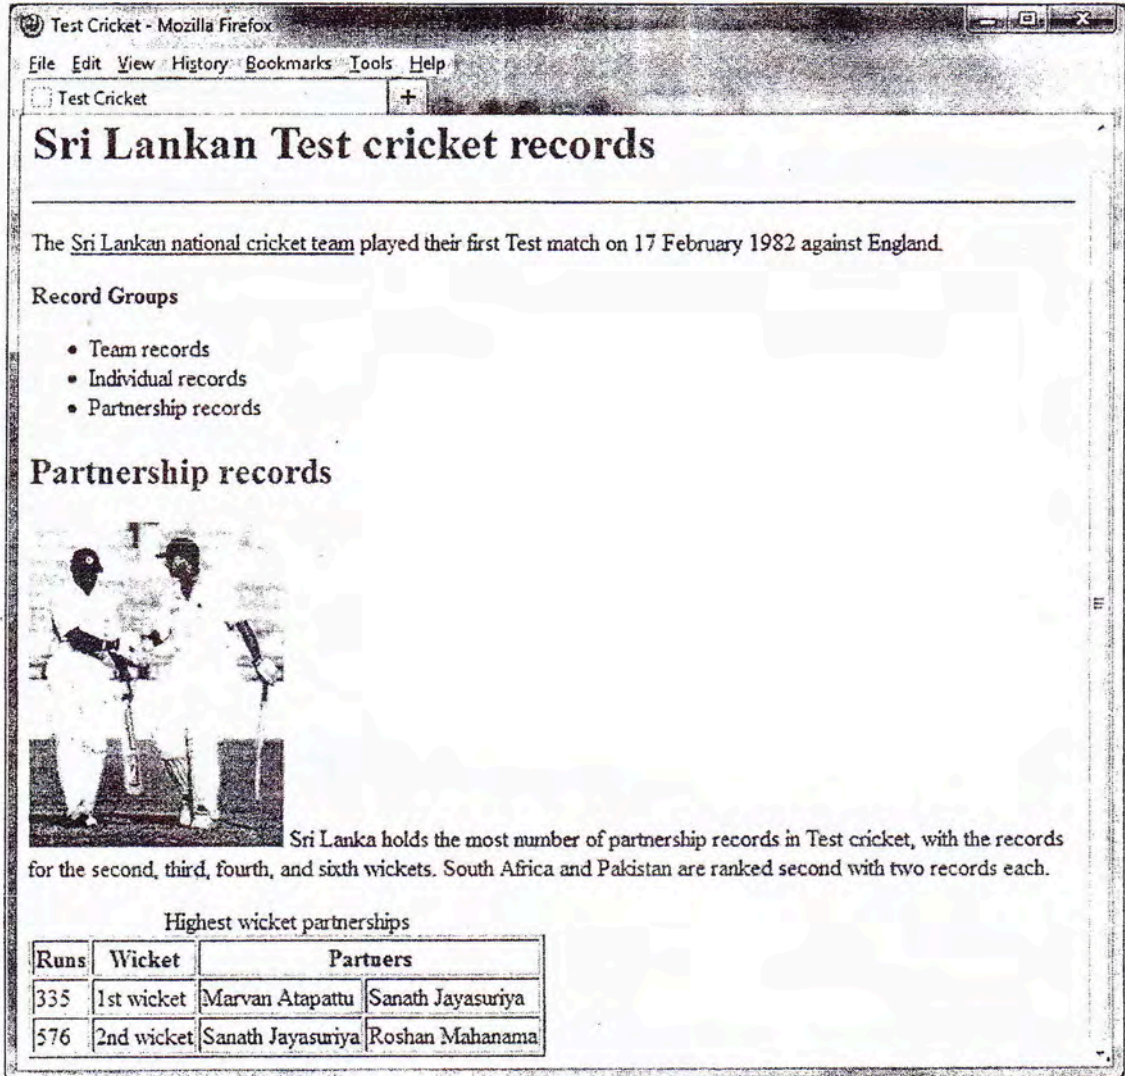 Test Cricket - Mozilla Firefox
File Edit View History Bookmarks Tools Help
Test Cricket +
Sri Lankan Test cricket records
The Sri Lankan national cricket team played their first Test match on 17 February 1982 against England.
Record Groups
• Team records
• Individual records
• Partnership records
Partnership records
Sri Lanka holds the most number of partnership records in Test cricket, with the records
for the second, third, fourth, and sixth wickets. South Africa and Pakistan are ranked second with two records each.
Highest wicket partnerships
Runs Wicket Partners
335 1st wicket Marvan Atapattu Sanath Jayasuriya
576 2nd wicket Sanath Jayasuriya Roshan Mahanama